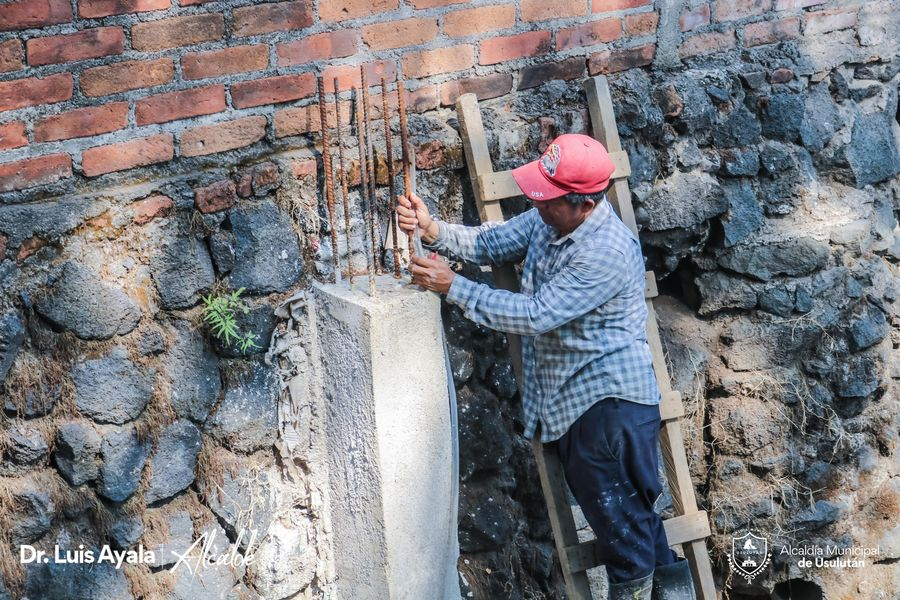 USA
Dr. Luis Ayala
Alcalde
Alcaldía Municipal
de Usulután